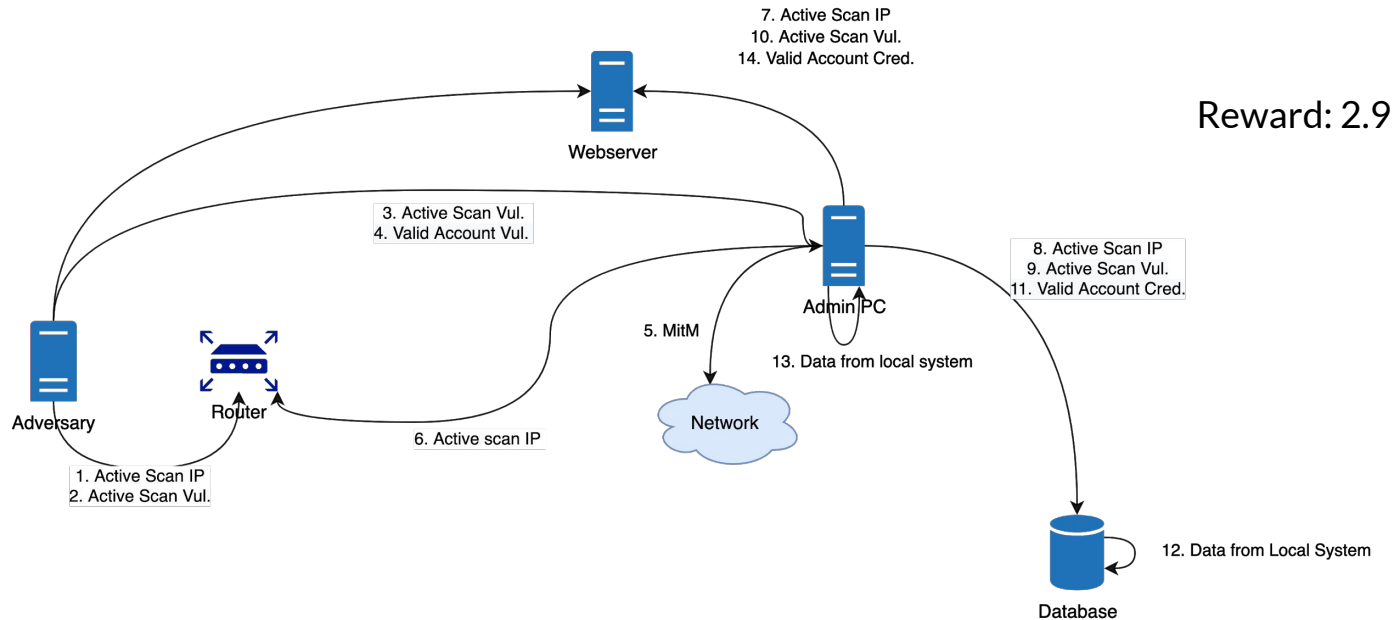 7. Active Scan IP
10. Active Scan Vul.
14. Valid Account Cred.
Reward: 2.9
Webserver
3. Active Scan Vul.
4. Valid Account Vul.
8. Active Scan IP
9. Active Scan Vul.
11. Valid Account Cred.
Admin PC
5. MitM
13. Data from local system
Adversary
Router
Network
6. Active scan IP
1. Active Scan IP
2. Active Scan Vul.
12. Data from Local System
Database